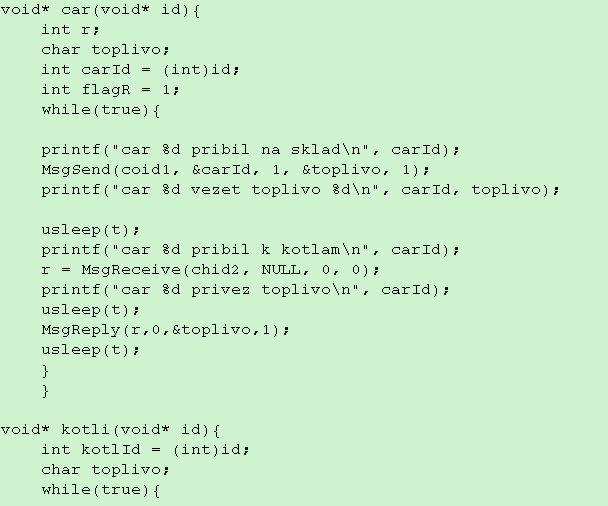 void* car(void* id){
int r;
char toplivo;
int carId = (int)id;
int flagR = 1;
while(true){
printf("car %d pribil na sklad\n", carId);
MsgSend(coid1, &carId, 1, &toplivo, 1);
printf("car %d vezet toplivo %d\n", carId, toplivo);
usleep(t);
printf("car %d pribil k kotlam\n", carId);
r = MsgReceive(chid2, NULL, 0, 0);
printf("car %d privez toplivo\n", carId);
usleep(t);
MsgReply(r,0,&toplivo,1);
usleep(t);
}
}
void* kotli(void* id){
int kotlId = (int)id;
char toplivo;
while(true){